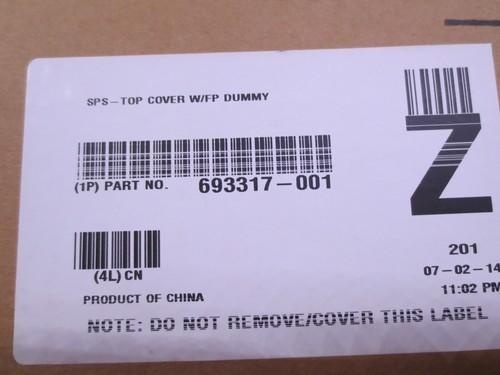 SPS-TOP COVER W/FP DUMMY
(1P) PART NO. 693317-001
Z
(4L) CN
201
07-02-14
11:02 PM
PRODUCT OF CHINA
NOTE: DO NOT REMOVE/COVER THIS LABEL